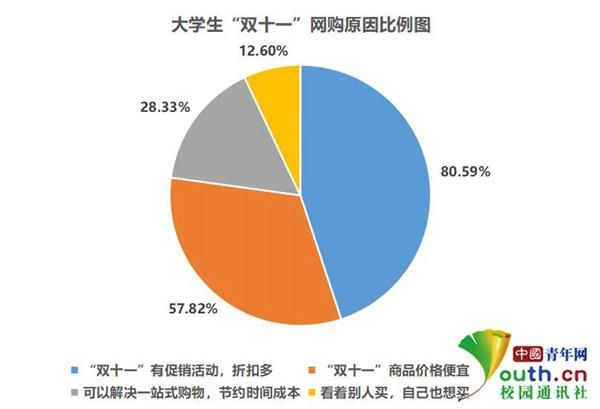 大学生“双十一”网购原因比例图
12.60%
28.33%
80.59%
57.82%
“双十一”有促销活动，折扣多
“双十一”商品价格便宜
可以解决一站式购物，节约时间成本
看着别人买，自己也想买
中國青年网
outh.cn
校园通讯社